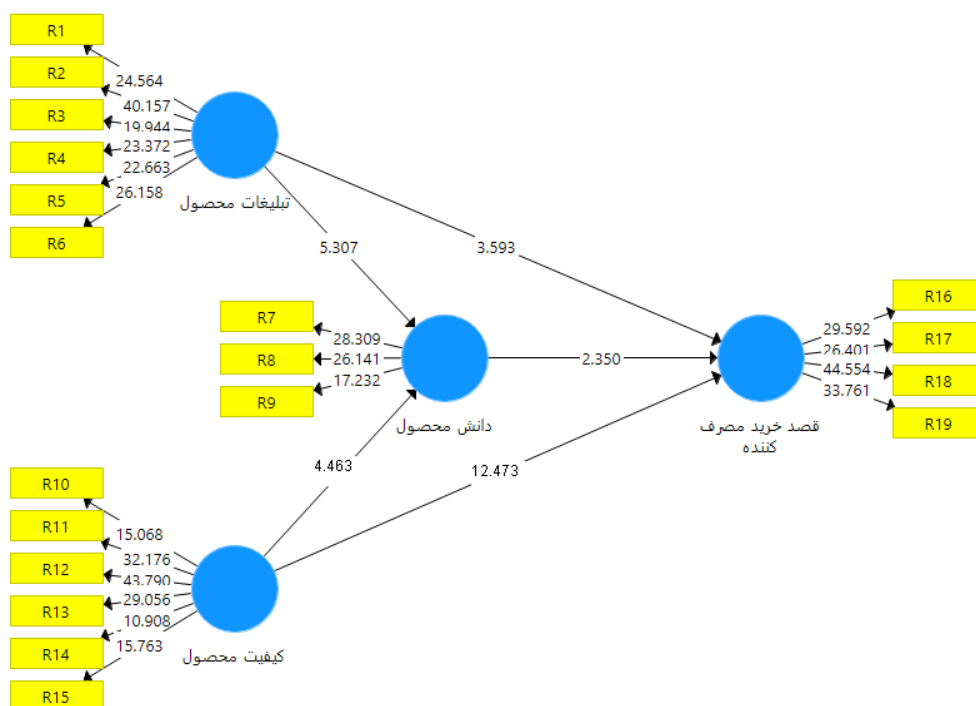 R1
R2
R3
R4
R5
R6
24.564
40.157
19.944
23.372
22.663
26.158
تبلیغات محصول
5.307
3.593
R7
R8
R9
28.309
26.141
17.232
دانش محصول
2.350
R16
R17
R18
R19
29.592
26.401
44.554
33.761
قصد خرید مصرف
کننده
4.463
12.473
R10
R11
R12
R13
R14
R15
15.068
32.176
43.790
29.056
10.908
15.763
کیفیت محصول